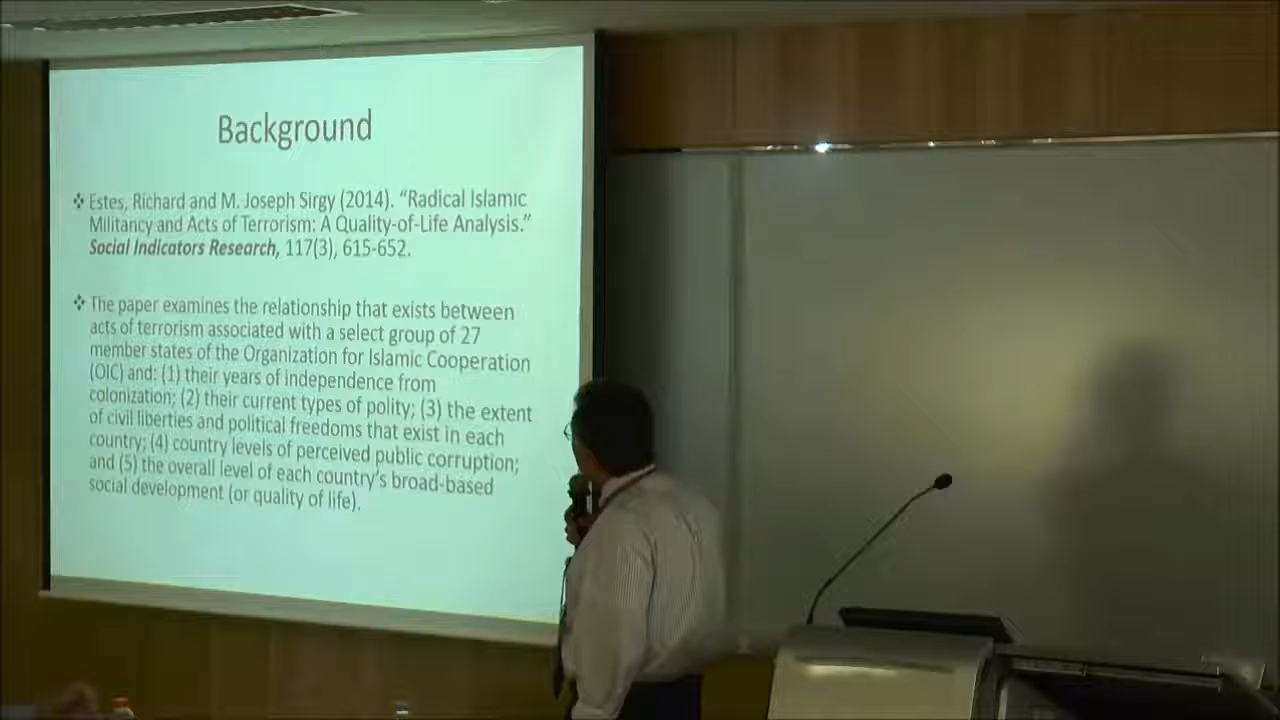 Background
❖ Estes, Richard and M. Joseph Sirgy (2014). “Radical Islamic
Militancy and Acts of Terrorism: A Quality-of-Life Analysis.”
Social Indicators Research, 117(3), 615-652.
❖ The paper examines the relationship that exists between
acts of terrorism associated with a select group of 27
member states of the Organization for Islamic Cooperation
(OIC) and: (1) their years of independence from
colonization; (2) their current types of polity; (3) the extent
of civil liberties and political freedoms that exist in each
country; (4) country levels of perceived public corruption;
and (5) the overall level of each country’s broad-based
social development (or quality of life).